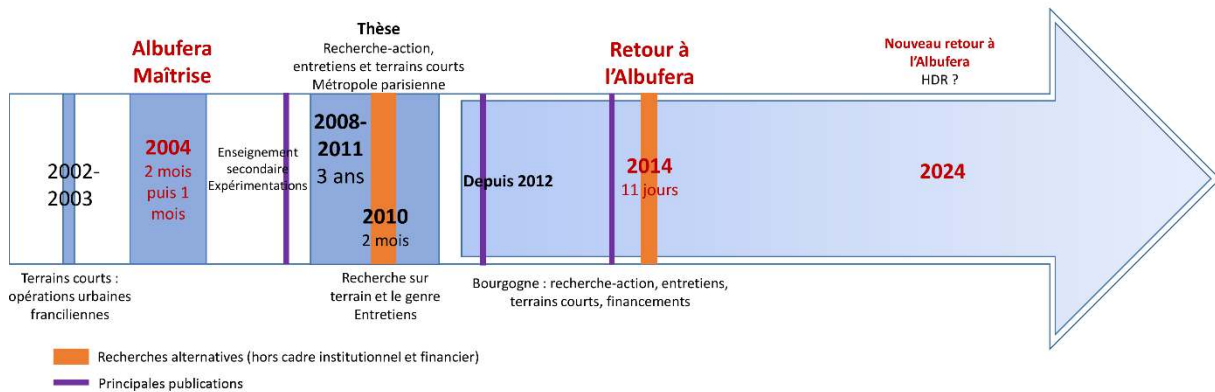 Albufera
Maîtrise
Thèse
Recherche-action,
entretiens et terrains courts
Métropole parisienne
Retour à
l'Albufera
Nouveau retour à
l'Albufera
HDR ?
2002-
2003
2004
2 mois
puis 1
mois
Enseignement
secondaire
Expérimentations
2008-
2011
3 ans
2010
2 mois
Depuis 2012
2014
11 jours
2024
Terrains courts :
opérations urbaines
franciliennes
Recherche sur
terrain et le genre
Entretiens
Bourgogne : recherche-action, entretiens,
terrains courts, financements
Recherches alternatives (hors cadre institutionnel et financier)
Principales publications